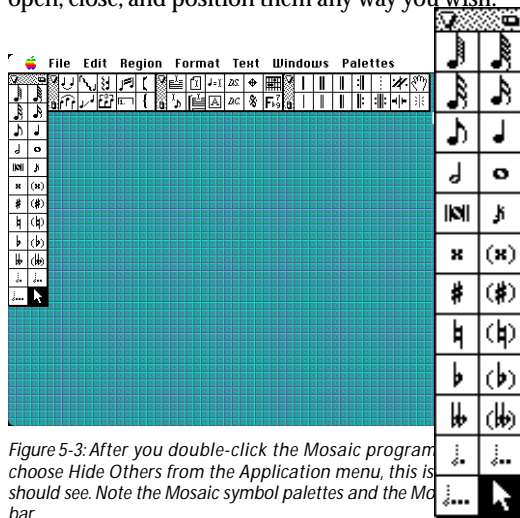 open, close, and position them any way you wish.
File Edit Region Format Text Windows Palettes
D.S.
A D.C.
Figure 5-3: After you double-click the Mosaic program
choose Hide Others from the Application menu, this is
should see. Note the Mosaic symbol palettes and the Mo
bar